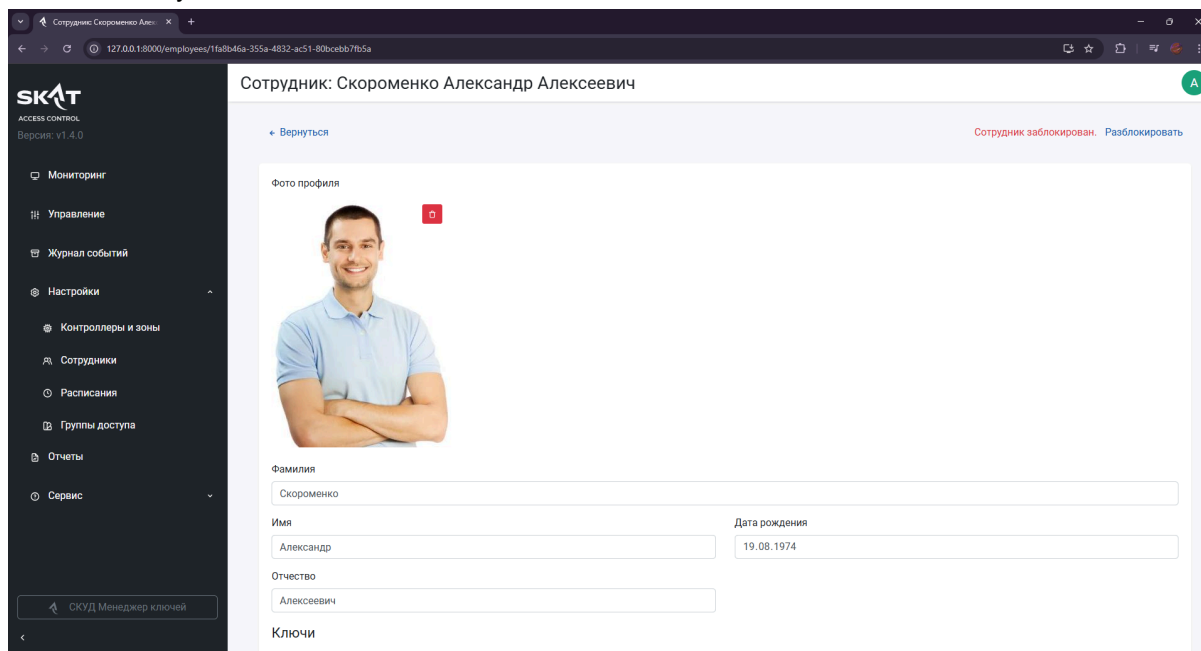 Сотрудник: Скороменко Алекс
127.0.0.1:8000/employees/1fa8b46a-355a-4832-ac51-80bcebb7fb5a
SKAT
ACCESS CONTROL
Версия: v1.4.0
Мониторинг
Управление
Журнал событий
Настройки
Контроллеры и зоны
Сотрудники
Расписания
Группы доступа
Отчеты
Сервис
СКУД Менеджер ключей
Сотрудник: Скороменко Александр Алексеевич
A
← Вернуться
Сотрудник заблокирован. Разблокировать
Фото профиля
Фамилия
Скороменко
Имя
Дата рождения
Александр
19.08.1974
Отчество
Алексеевич
Ключи